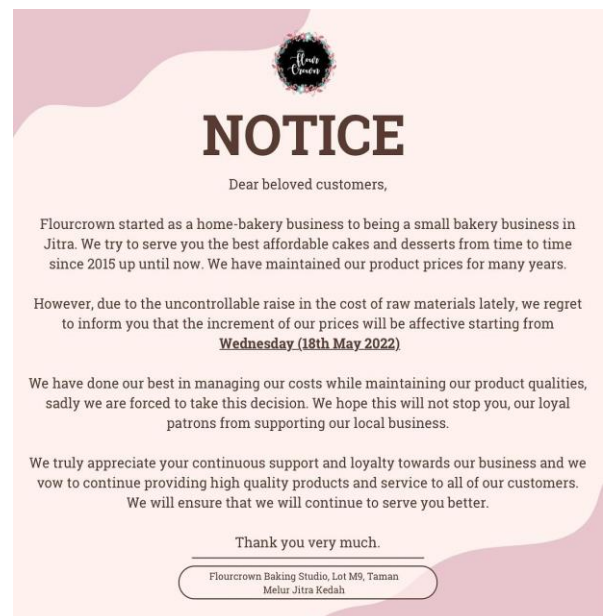 Flour
Crown
NOTICE
Dear beloved customers,
Flourcrown started as a home-bakery business to being a small bakery business in
Jitra. We try to serve you the best affordable cakes and desserts from time to time
since 2015 up until now. We have maintained our product prices for many years.
However, due to the uncontrollable raise in the cost of raw materials lately, we regret
to inform you that the increment of our prices will be affective starting from
Wednesday (18th May 2022)
We have done our best in managing our costs while maintaining our product qualities,
sadly we are forced to take this decision. We hope this will not stop you, our loyal
patrons from supporting our local business.
We truly appreciate your continuous support and loyalty towards our business and we
vow to continue providing high quality products and service to all of our customers.
We will ensure that we will continue to serve you better.
Thank you very much.
Flourcrown Baking Studio, Lot M9, Taman
Melur Jitra Kedah